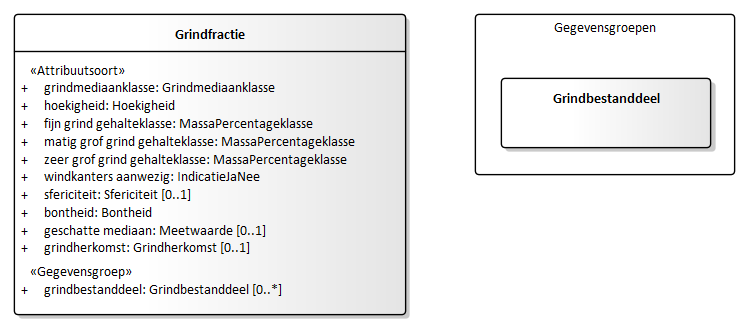 Grindfractie
«Attribuutsoort»
+ grindmediaanklasse: Grindmediaanklasse
+ hoekigheid: Hoekigheid
+ fijn grind gehalteklasse: MassaPercentageklasse
+ matig grof grind gehalteklasse: MassaPercentageklasse
+ zeer grof grind gehalteklasse: MassaPercentageklasse
+ windkanters aanwezig: IndicatieJaNee
+ sfericiteit: Sfericiteit [0..1]
+ bontheid: Bontheid
+ geschatte mediaan: Meetwaarde [0..1]
+ grindherkomst: Grindherkomst [0..1]
«Gegevensgroep»
+ grindbestanddeel: Grindbestanddeel [0..*]
Gegevensgroepen
Grindbestanddeel